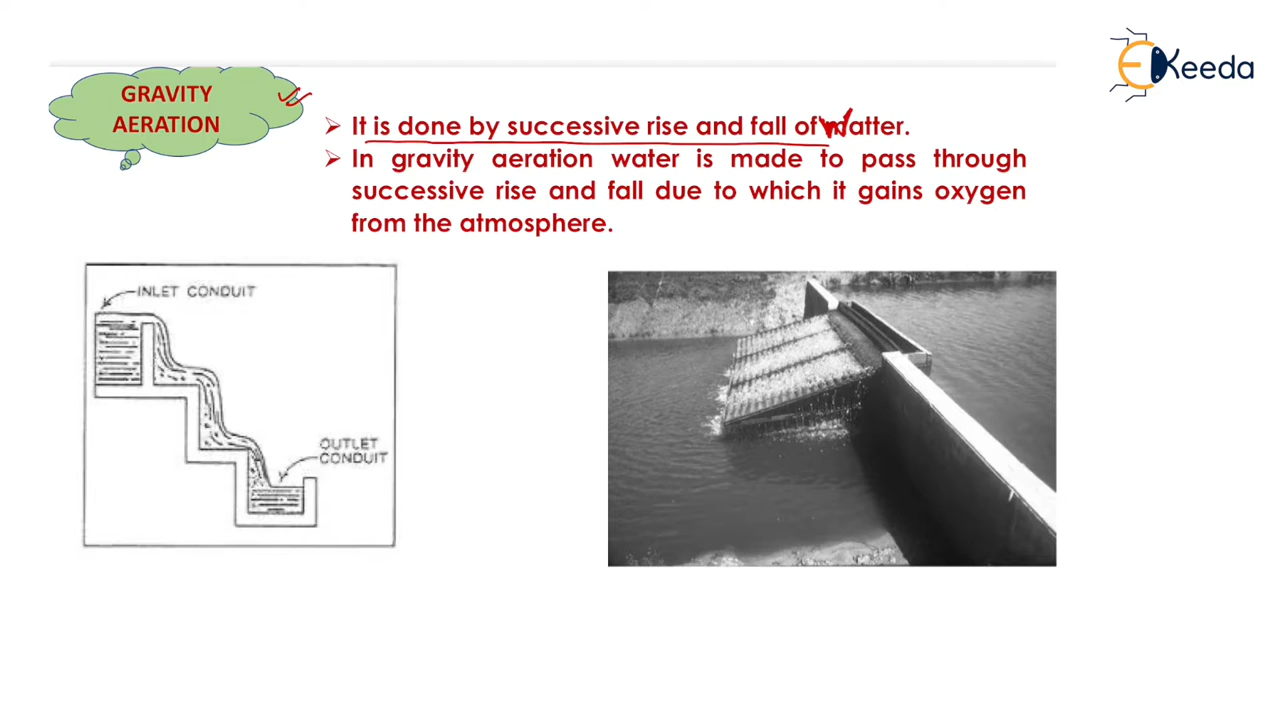 Keeda
GRAVITY
AERATION
It is done by successive rise and fall of matter.
In gravity aeration water is made to pass through
successive rise and fall due to which it gains oxygen
from the atmosphere.
INLET CONDUIT
OUTLET
CONDUIT